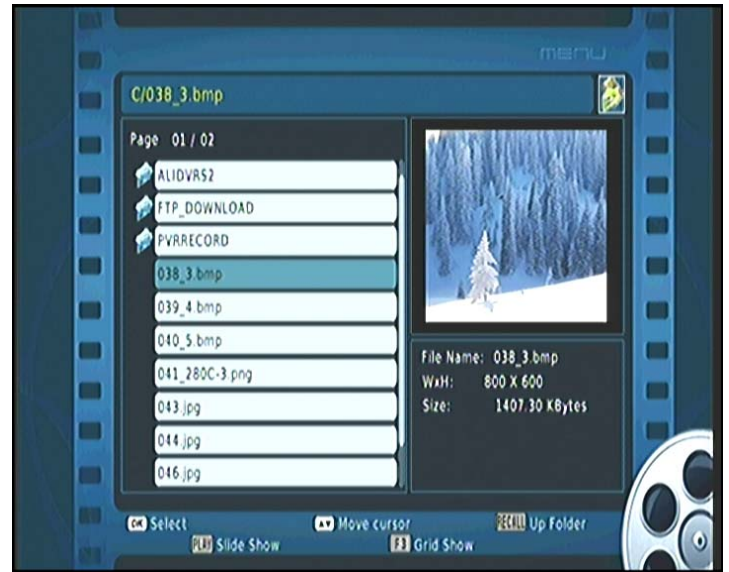 MENU
C/038_3.bmp
Page 01 / 02
ALIDVRS2
FTP_DOWNLOAD
PVRRECORD
038_3.bmp
039_4.bmp
040_5.bmp
041_280C-3.png
043.jpg
044.jpg
046.jpg
File Name: 038_3.bmp
WxH: 800 X 600
Size: 1407.30 KBytes
OK Select ▲▼ Move cursor RECALL Up Folder
PLAY Slide Show F3 Grid Show